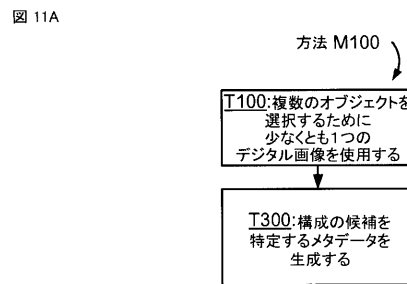 図 11A
方法 M100
T100:複数のオブジェクトを
選択するために
少なくとも1つの
デジタル画像を使用する
T300:構成の候補を
特定するメタデータを
生成する